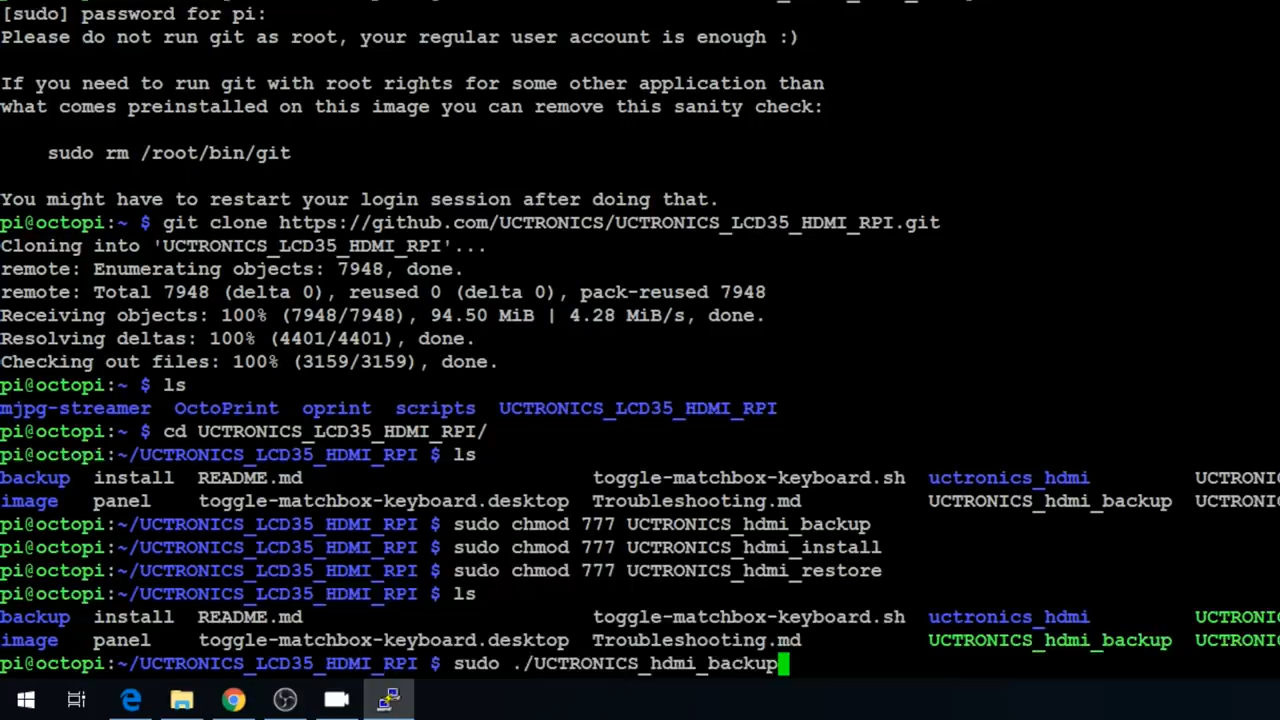 [sudo] password for pi:
Please do not run git as root, your regular user account is enough :)
If you need to run git with root rights for some other application than
what comes preinstalled on this image you can remove this sanity check:
sudo rm /root/bin/git
You might have to restart your login session after doing that.
pi@octopi:~ $ git clone https://github.com/UCTRONICS/UCTRONICS_LCD35_HDMI_RPI.git
Cloning into 'UCTRONICS_LCD35_HDMI_RPI'...
remote: Enumerating objects: 7948, done.
remote: Total 7948 (delta 0), reused 0 (delta 0), pack-reused 7948
Receiving objects: 100% (7948/7948), 94.50 MiB | 4.28 MiB/s, done.
Resolving deltas: 100% (4401/4401), done.
Checking out files: 100% (3159/3159), done.
pi@octopi:~ $ ls
mjpg-streamer OctoPrint oprint scripts UCTRONICS_LCD35_HDMI_RPI
pi@octopi:~ $ cd UCTRONICS_LCD35_HDMI_RPI/
pi@octopi:~/UCTRONICS_LCD35_HDMI_RPI $ ls
backup install README.md toggle-matchbox-keyboard.sh uctronics_hdmi UCTRONI
image panel toggle-matchbox-keyboard.desktop Troubleshooting.md UCTRONICS_hdmi_backup UCTRONI
pi@octopi:~/UCTRONICS_LCD35_HDMI_RPI $ sudo chmod 777 UCTRONICS_hdmi_backup
pi@octopi:~/UCTRONICS_LCD35_HDMI_RPI $ sudo chmod 777 UCTRONICS_hdmi_install
pi@octopi:~/UCTRONICS_LCD35_HDMI_RPI $ sudo chmod 777 UCTRONICS_hdmi_restore
pi@octopi:~/UCTRONICS_LCD35_HDMI_RPI $ ls
backup install README.md toggle-matchbox-keyboard.sh uctronics_hdmi UCTRONI
image panel toggle-matchbox-keyboard.desktop Troubleshooting.md UCTRONICS_hdmi_backup UCTRONI
pi@octopi:~/UCTRONICS_LCD35_HDMI_RPI $ sudo ./UCTRONICS_hdmi_backup